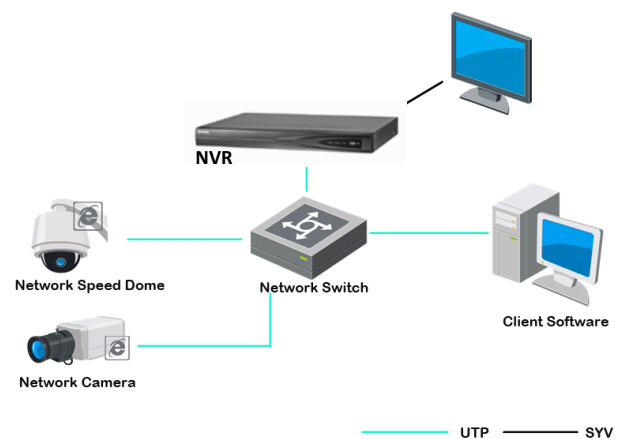 NVR
Network Speed Dome
Network Switch
Client Software
Network Camera
UTP SYV